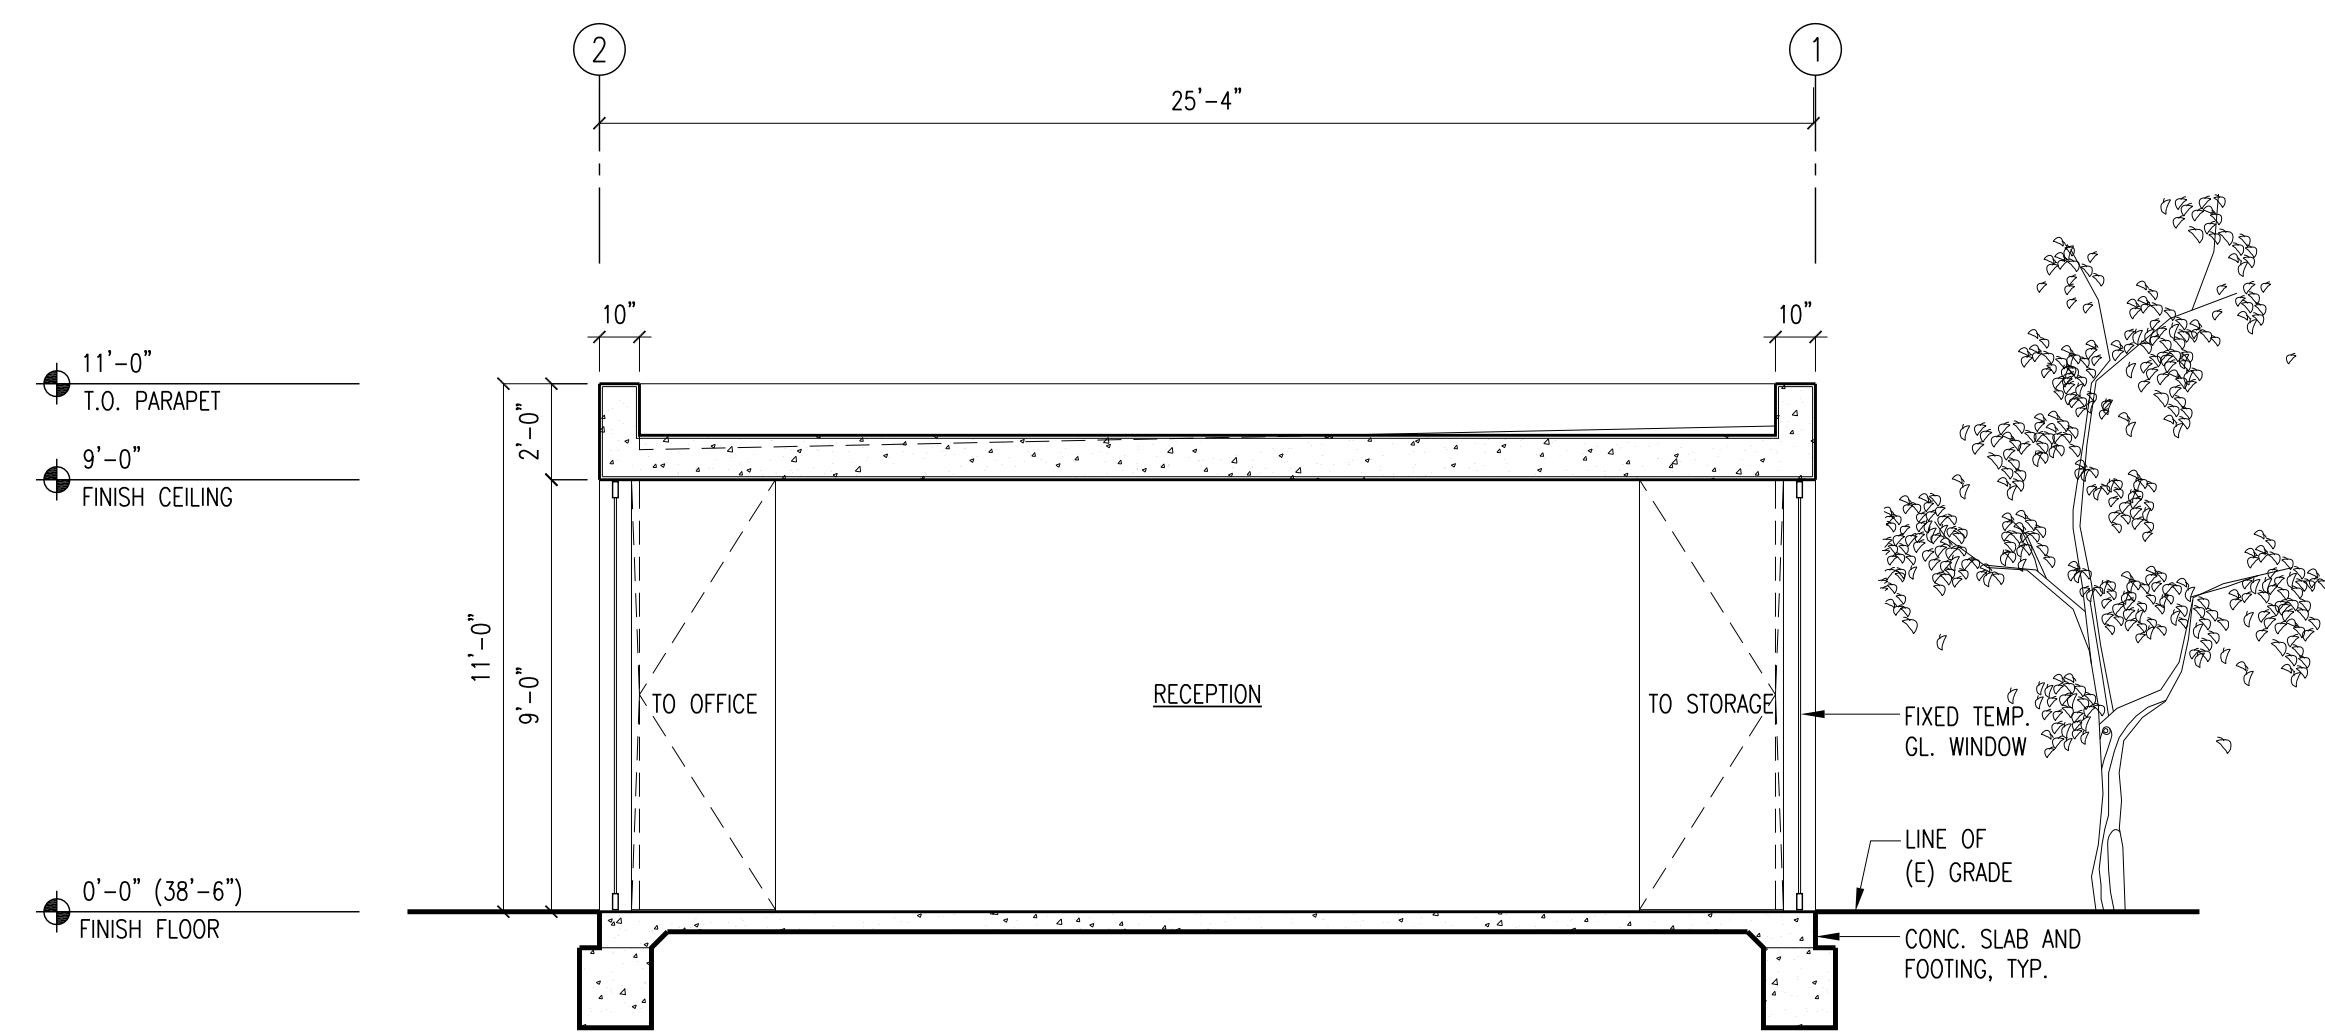 2
1
25'-4"
10"
10"
11'-0"
T.O. PARAPET
9'-0"
FINISH CEILING
2'-0"
11'-0"
9'-0"
TO OFFICE
RECEPTION
TO STORAGE
FIXED TEMP.
GL. WINDOW
LINE OF
(E) GRADE
0'-0" (38'-6")
FINISH FLOOR
CONC. SLAB AND
FOOTING, TYP.